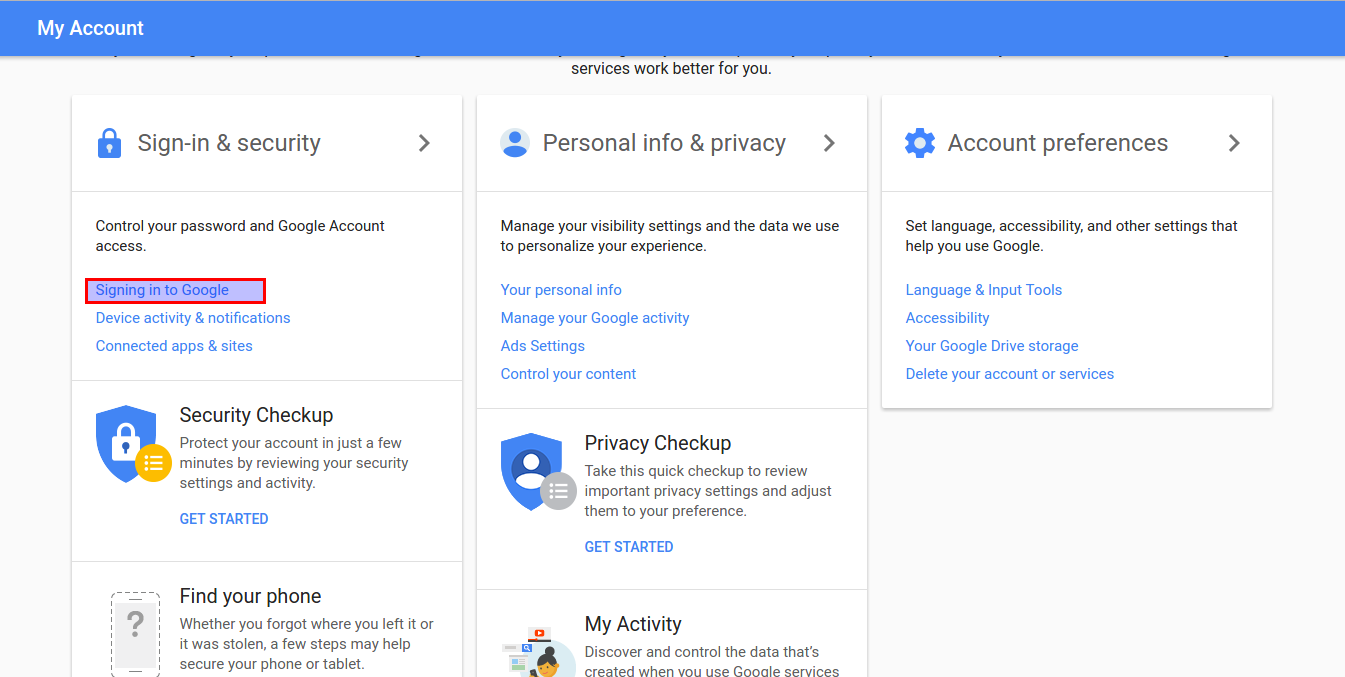 My Account
services work better for you.
Sign-in & security
Control your password and Google Account
access.
Signing in to Google
Device activity & notifications
Connected apps & sites
Security Checkup
Protect your account in just a few
minutes by reviewing your security
settings and activity.
GET STARTED
Find your phone
Whether you forgot where you left it or
it was stolen, a few steps may help
secure your phone or tablet.
Personal info & privacy
Manage your visibility settings and the data we use
to personalize your experience.
Your personal info
Manage your Google activity
Ads Settings
Control your content
Privacy Checkup
Take this quick checkup to review
important privacy settings and adjust
them to your preference.
GET STARTED
My Activity
Discover and control the data that's
created when you use Google services
Account preferences
Set language, accessibility, and other settings that
help you use Google.
Language & Input Tools
Accessibility
Your Google Drive storage
Delete your account or services